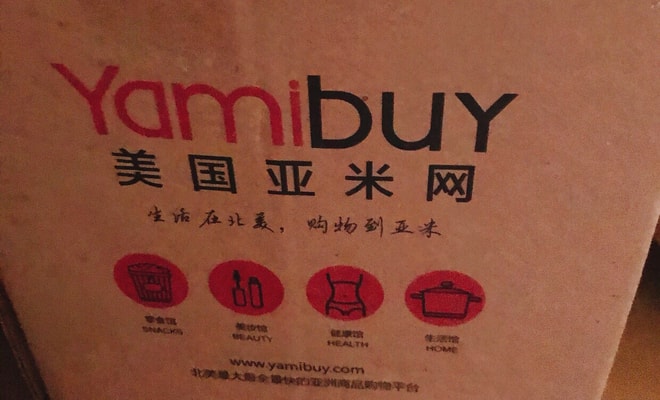 Yamibuy
美国亚米网
生活在北美，购物到亚米
零食馆 美妆馆 健康馆 生活馆
SNACKS BEAUTY HEALTH HOME
www.yamibuy.com
北美最大最全最快的亚洲商品购物平台